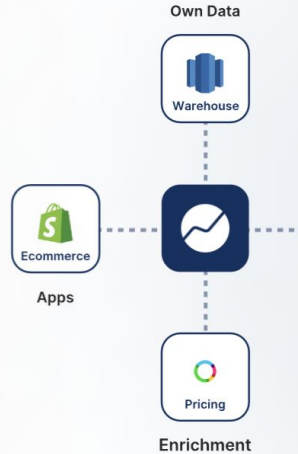 Own Data
Warehouse
Ecommerce
Apps
Pricing
Enrichment